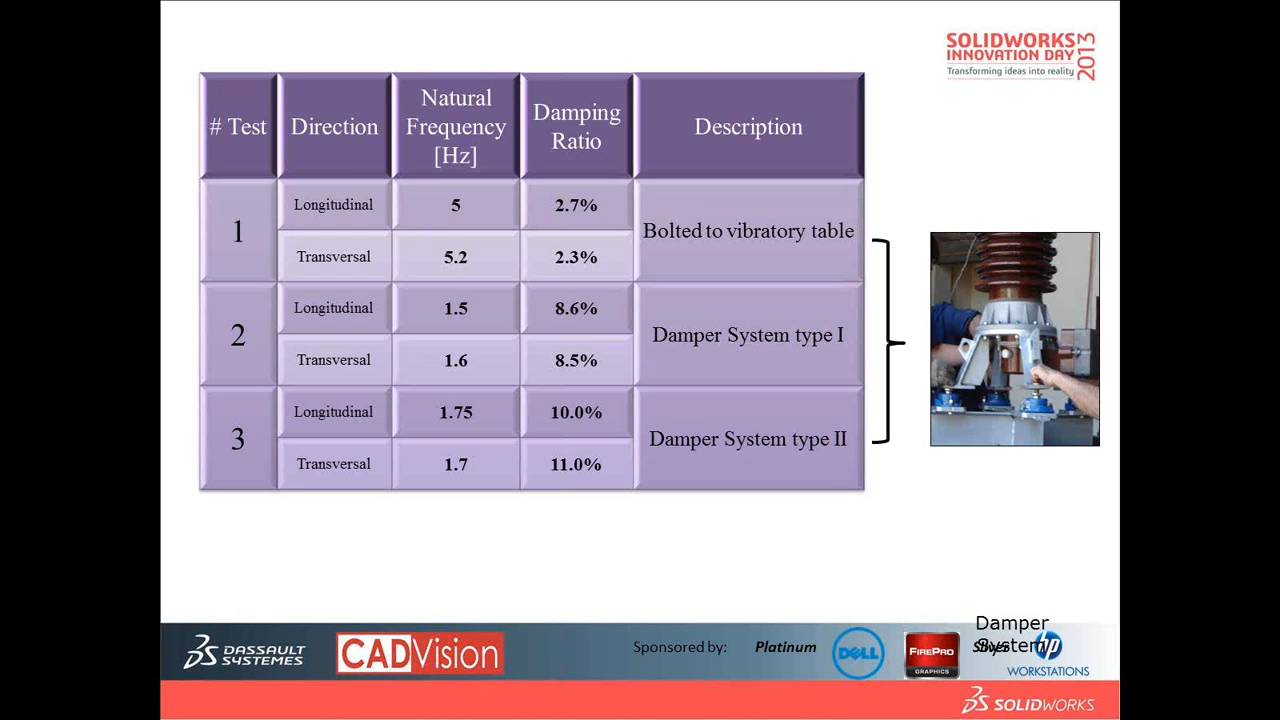 SOLIDWORKS
INNOVATION DAY
Transforming ideas into reality
2013
# Test
Direction
Natural
Frequency
[Hz]
Damping
Ratio
Description
1
Longitudinal
5
2.7%
Bolted to vibratory table
Transversal
5.2
2.3%
2
Longitudinal
1.5
8.6%
Damper System type I
Transversal
1.6
8.5%
3
Longitudinal
1.75
10.0%
Damper System type II
Transversal
1.7
11.0%
Damper
System
DASSAULT
SYSTEMES
CADVision
Sponsored by:
Platinum
DELL
FIREPRO
GRAPHICS
hp
WORKSTATIONS
SOLIDWORKS